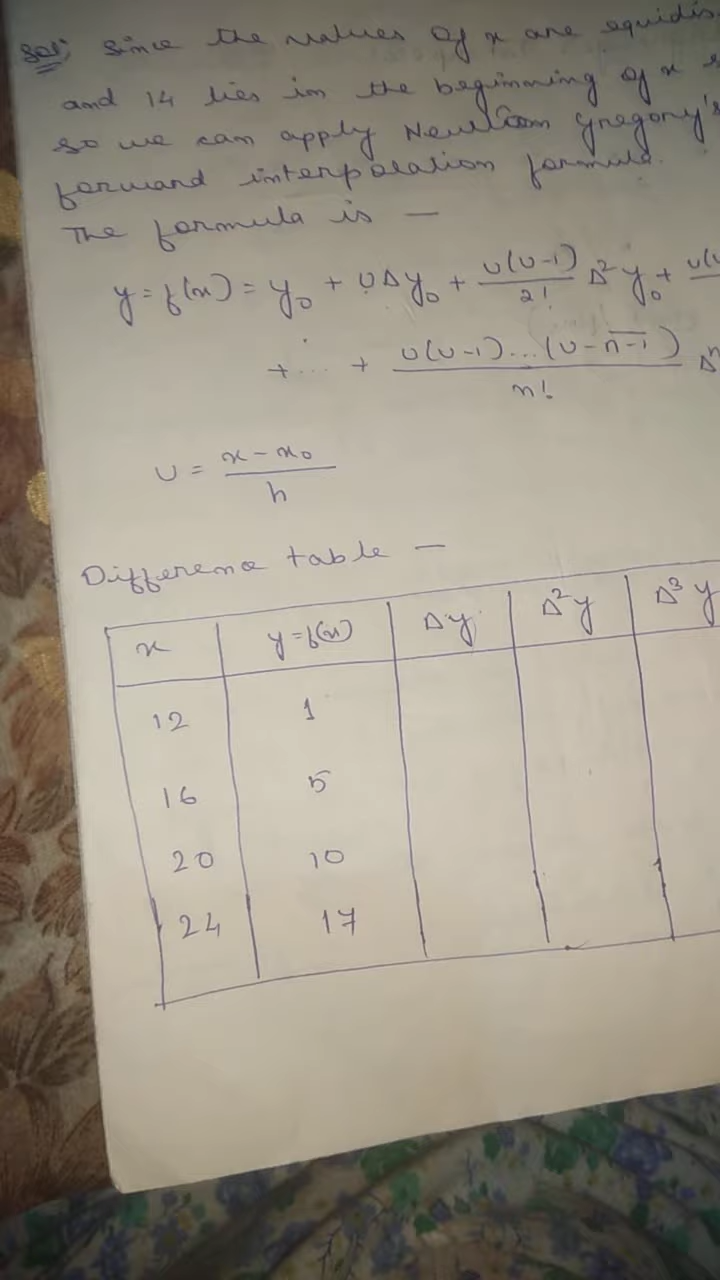 Sol: Since the values of x are equidis
and 14 lies in the beginning of x
so we can apply Newton Gregory's
forward interpolation formula.
The formula is —
y = f(x) = y₀ + UΔy₀ + U(U-1)/2! Δ²y₀ + U(U
+ ... + U(U-1)...(U-n-1)/n! Δⁿ
U = x - x₀ / h
Difference table —
x y=f(x) Δy Δ²y Δ³y
12 1
16 5
20 10
24 17